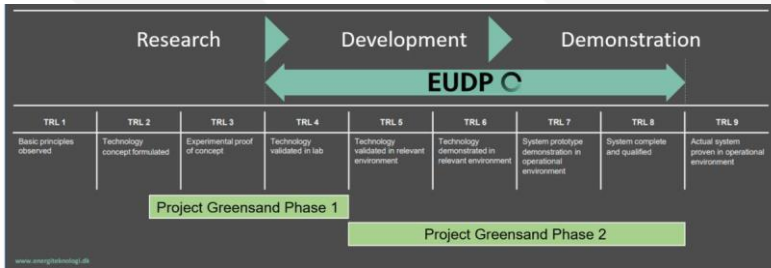 Research
Development
Demonstration
EUDP
TRL 1
TRL 2
TRL 3
TRL 4
TRL 5
TRL 6
TRL 7
TRL 8
TRL 9
Basic principles
observed
Technology
concept formulated
Experimental proof
of concept
Technology
validated in lab
Technology
validated in relevant
environment
Technology
demonstrated in
relevant environment
System prototype
demonstration in
operational
environment
System complete
and qualified
Actual system
proven in operational
environment
Project Greensand Phase 1
Project Greensand Phase 2
www.energiteknologi.dk